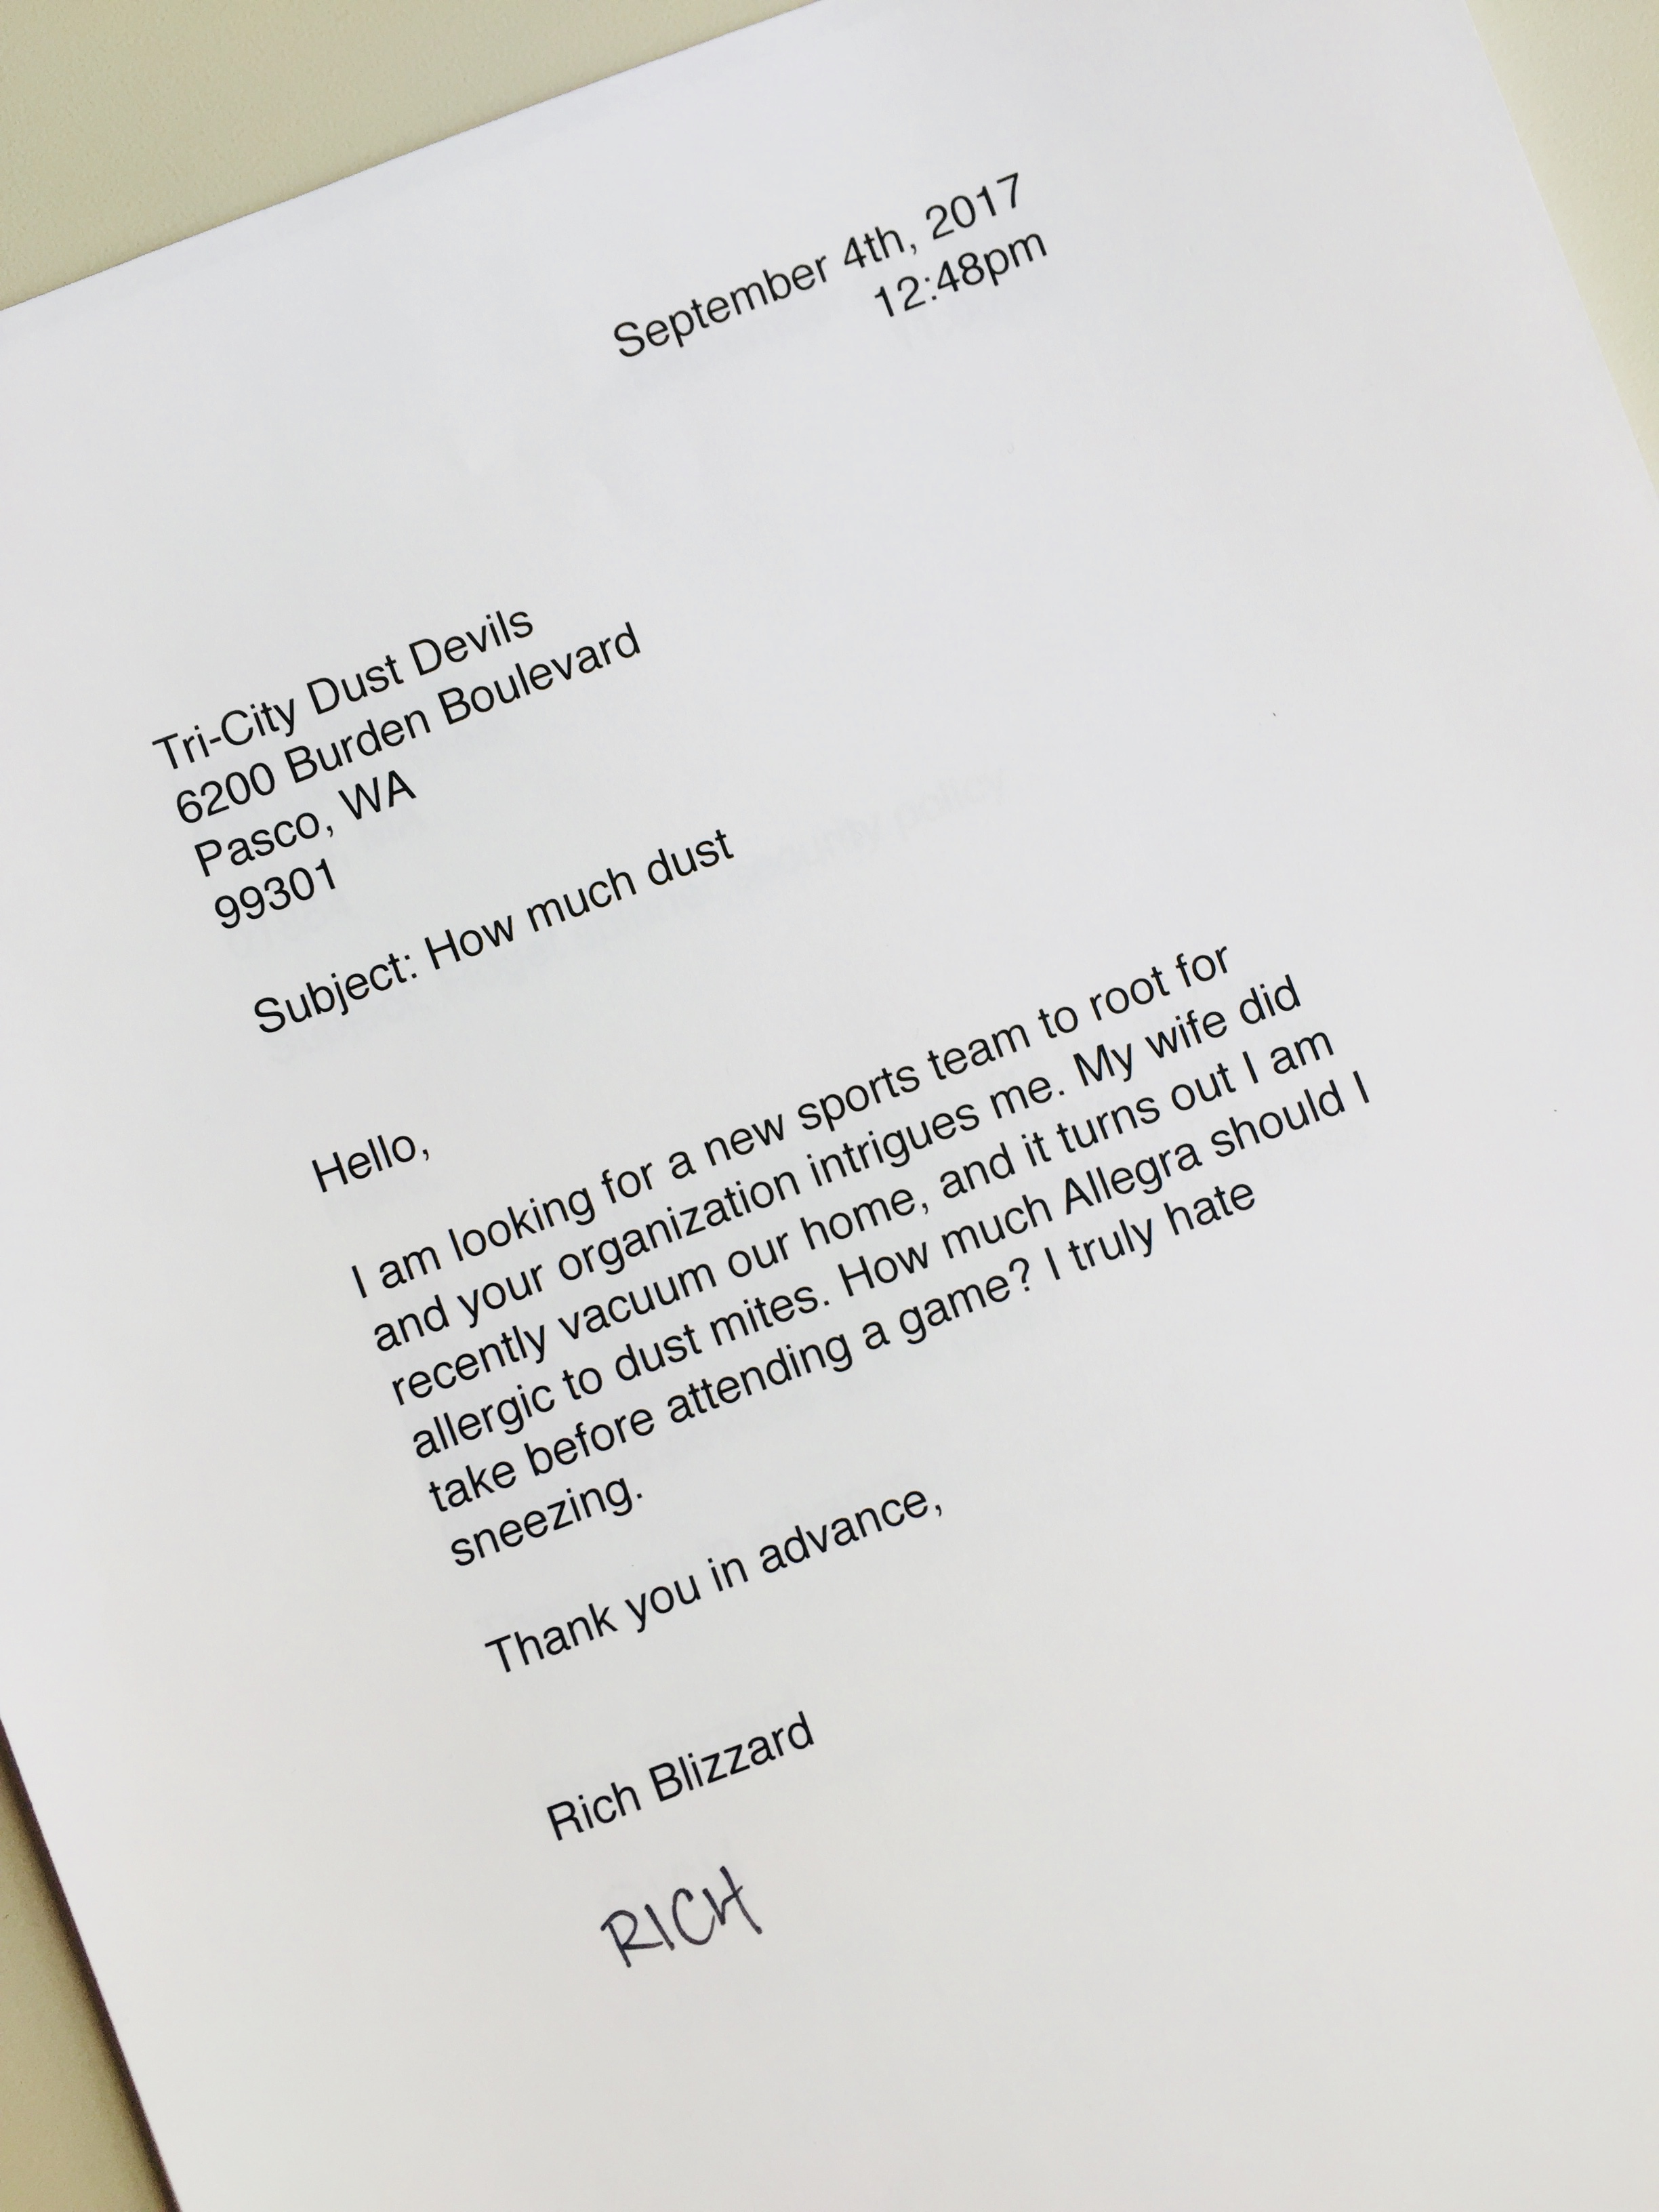 September 4th, 2017
12:48pm
Tri-City Dust Devils
6200 Burden Boulevard
Pasco, WA
99301
Subject: How much dust
Hello,
I am looking for a new sports team to root for
and your organization intrigues me. My wife did
recently vacuum our home, and it turns out I am
allergic to dust mites. How much Allegra should I
take before attending a game? I truly hate
sneezing.
Thank you in advance,
Rich Blizzard
RICH